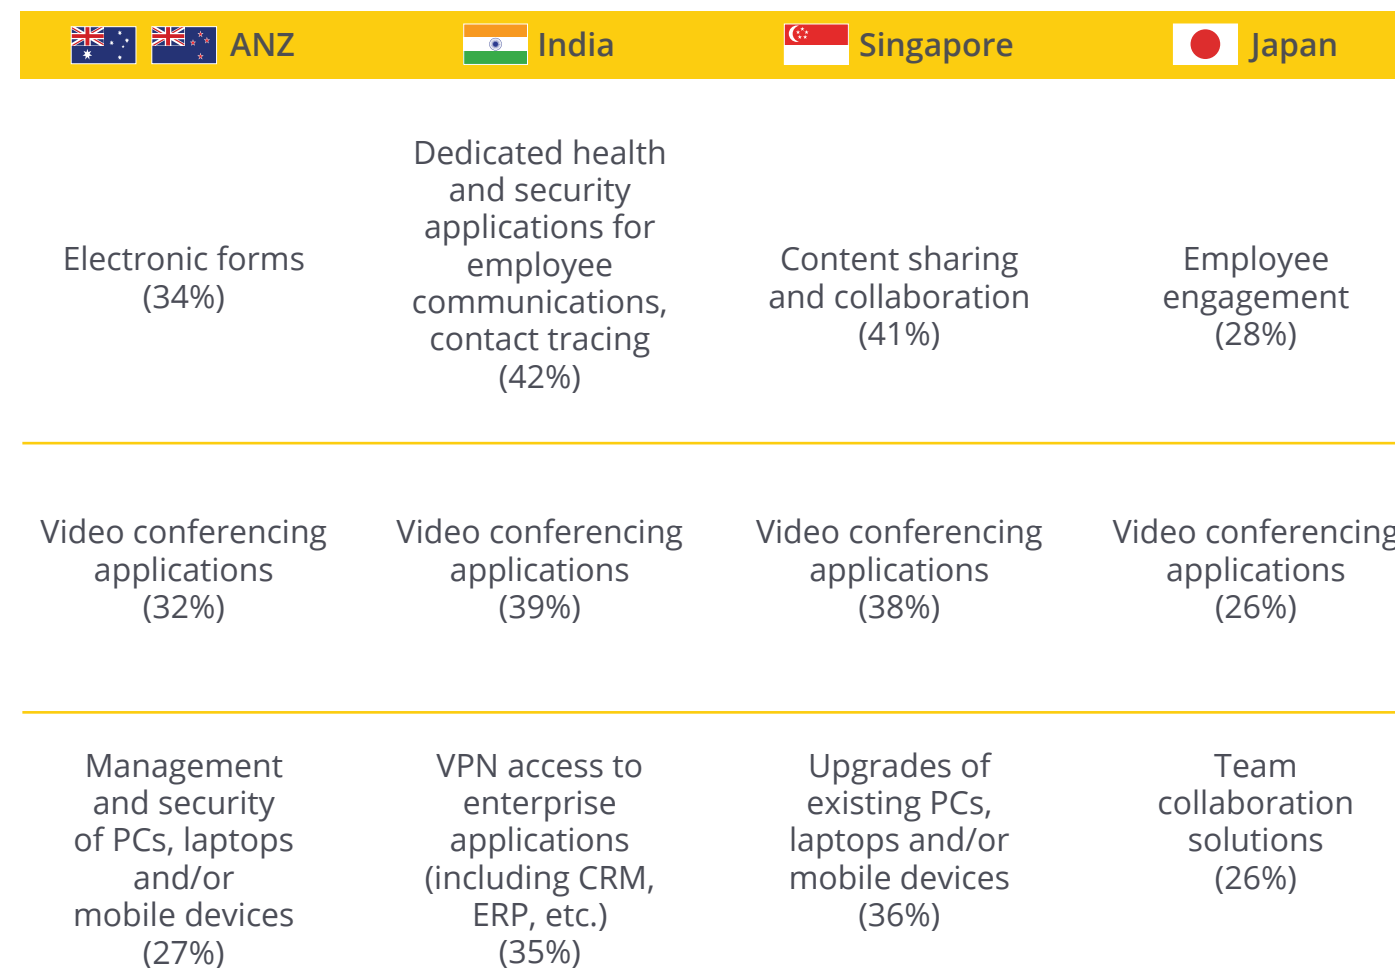 ANZ
India
Singapore
Japan
Electronic forms
(34%)
Dedicated health
and security
applications for
employee
communications,
contact tracing
(42%)
Content sharing
and collaboration
(41%)
Employee
engagement
(28%)
Video conferencing
applications
(32%)
Video conferencing
applications
(39%)
Video conferencing
applications
(38%)
Video conferencing
applications
(26%)
Management
and security
of PCs, laptops
and/or
mobile devices
(27%)
VPN access to
enterprise
applications
(including CRM,
ERP, etc.)
(35%)
Upgrades of
existing PCs,
laptops and/or
mobile devices
(36%)
Team
collaboration
solutions
(26%)